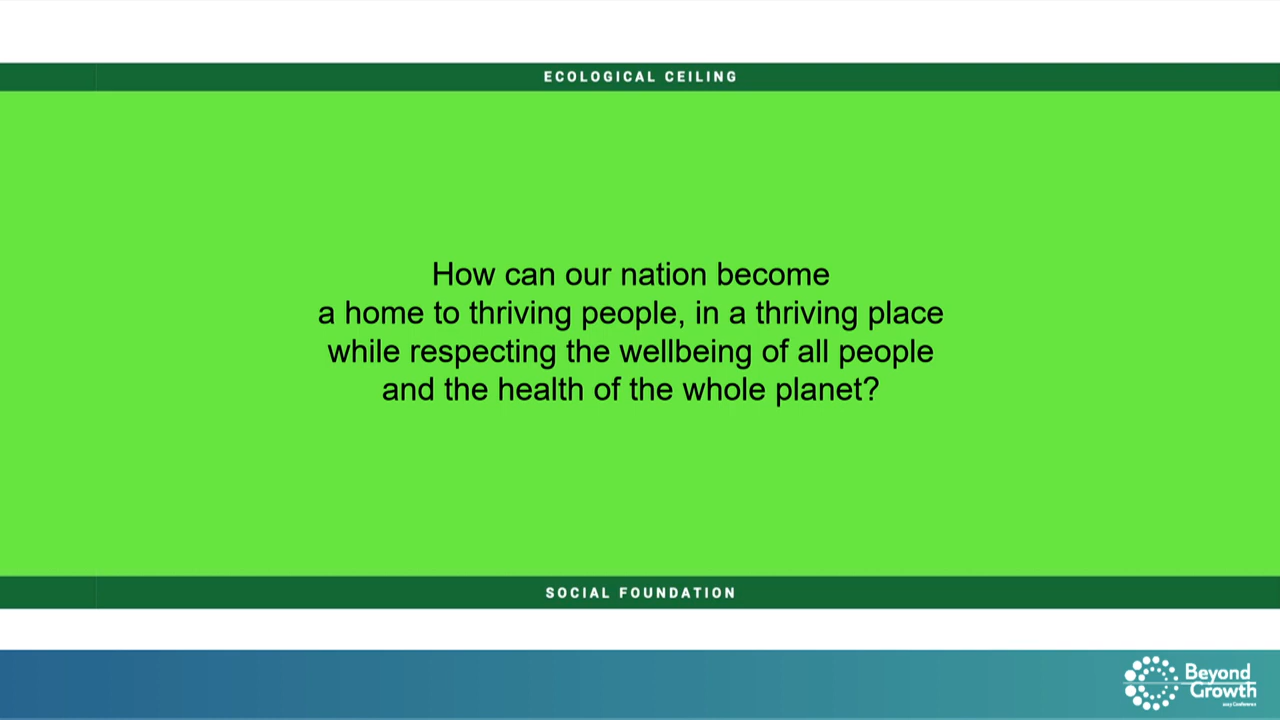 ECOLOGICAL CEILING
How can our nation become
a home to thriving people, in a thriving place
while respecting the wellbeing of all people
and the health of the whole planet?
SOCIAL FOUNDATION
Beyond
Growth
Conference